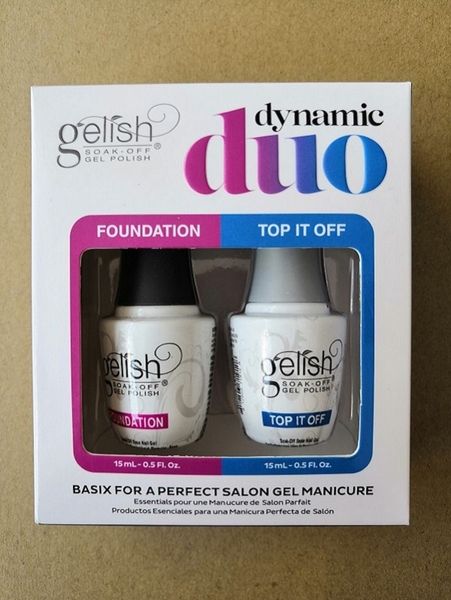 gelish®
SOAK-OFF
GEL POLISH
dynamic
duo
FOUNDATION
TOP IT OFF
gelish
SOAK-OFF
GEL POLISH
FOUNDATION
15 mL - 0.5 Fl. Oz.
gelish
SOAK-OFF
GEL POLISH
TOP IT OFF
15 mL - 0.5 Fl. Oz.
BASIX FOR A PERFECT SALON GEL MANICURE
Essentials pour une Manucure de Salon Parfait
Productos Esenciales para una Manicura Perfecta de Salón